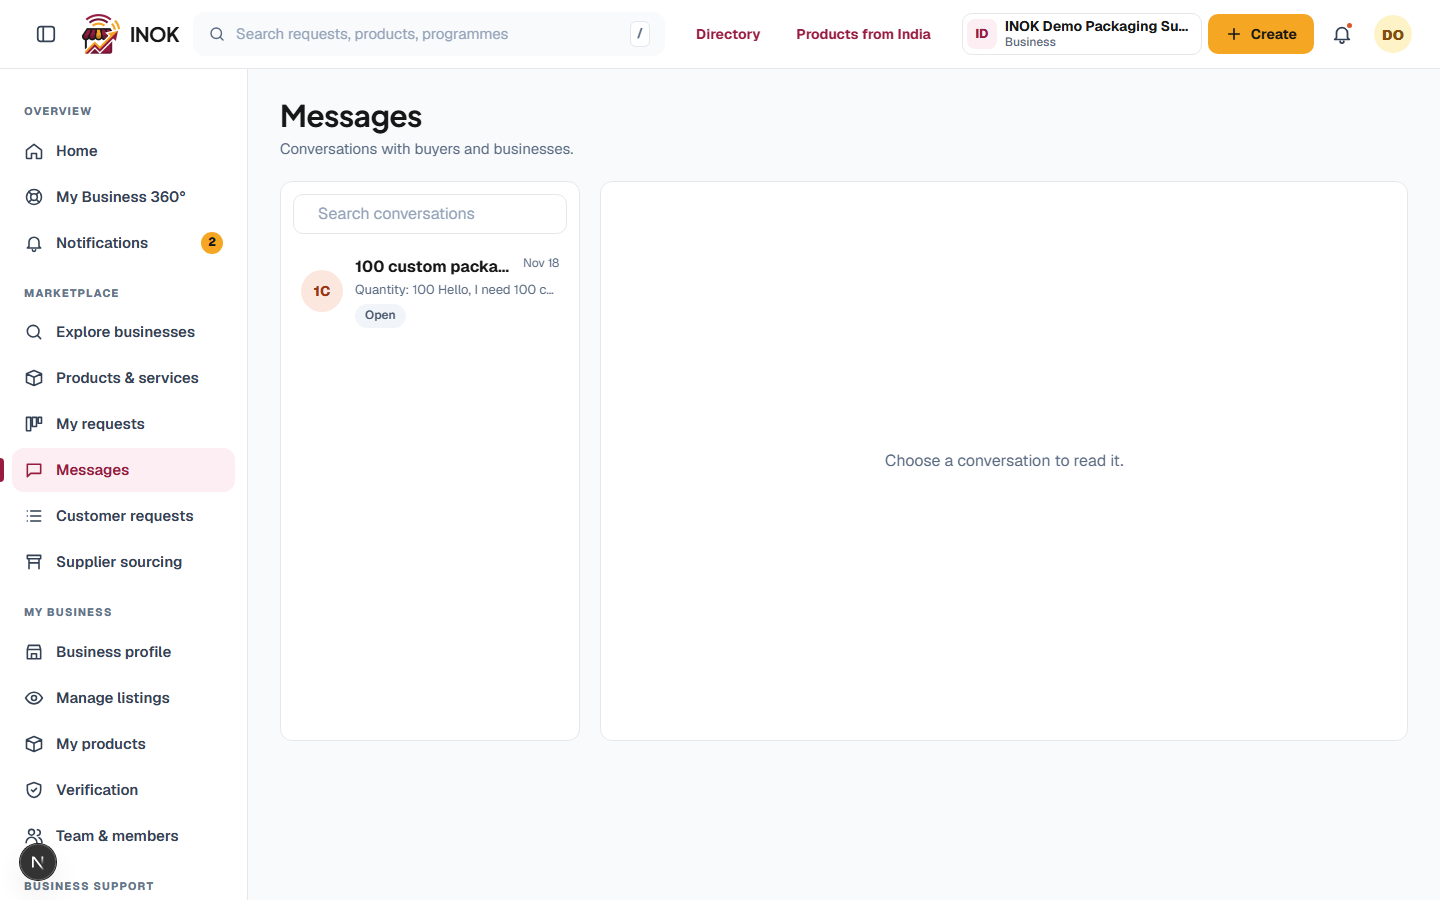 INOK
Search requests, products, programmes
/
Directory
Products from India
ID
INOK Demo Packaging Su...
Business
+ Create
DO
OVERVIEW
Home
My Business 360°
Notifications
2
MARKETPLACE
Explore businesses
Products & services
My requests
Messages
Customer requests
Supplier sourcing
MY BUSINESS
Business profile
Manage listings
My products
Verification
Team & members
N
BUSINESS SUPPORT
Messages
Conversations with buyers and businesses.
Search conversations
1C
100 custom packa...
Nov 18
Quantity: 100 Hello, I need 100 c...
Open
Choose a conversation to read it.